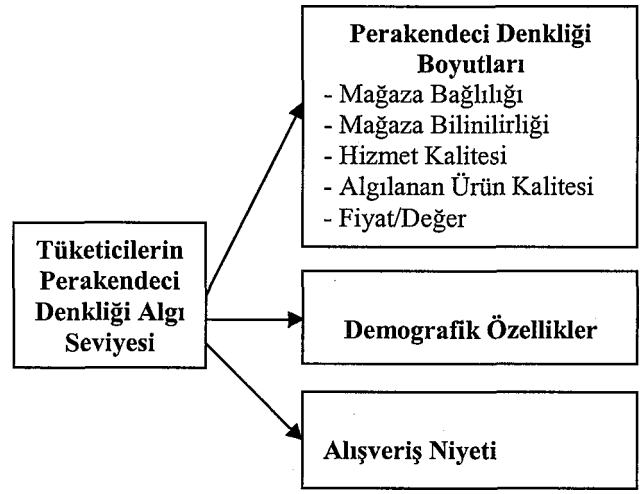 Perakendeci Denkliği
Boyutları
- Mağaza Bağlılığı
- Mağaza Bilinilirliği
- Hizmet Kalitesi
- Algılanan Ürün Kalitesi
- Fiyat/Değer
Tüketicilerin
Perakendeci
Denkliği Algı
Seviyesi
Demografik Özellikler
Alışveriş Niyeti